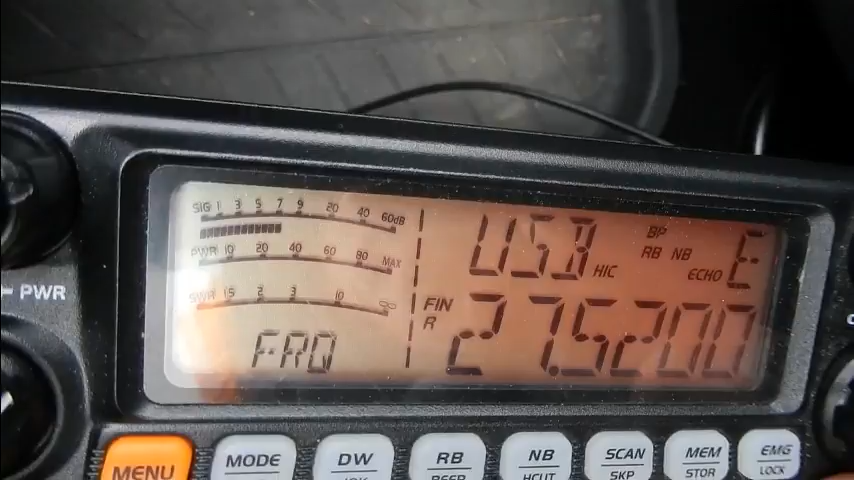 SIG 1 3 5 7 9 20 40 60dB
PWR 10 20 40 60 80 MAX
SWR 1.5 2 3 10 ∞
FRQ
USB HIC BP
RB NB
ECHO E
FIN
R
27.5200
PWR
MENU MODE DW RB NB SCAN MEM EMG
BEEP HCUT SKP STOR LOCK